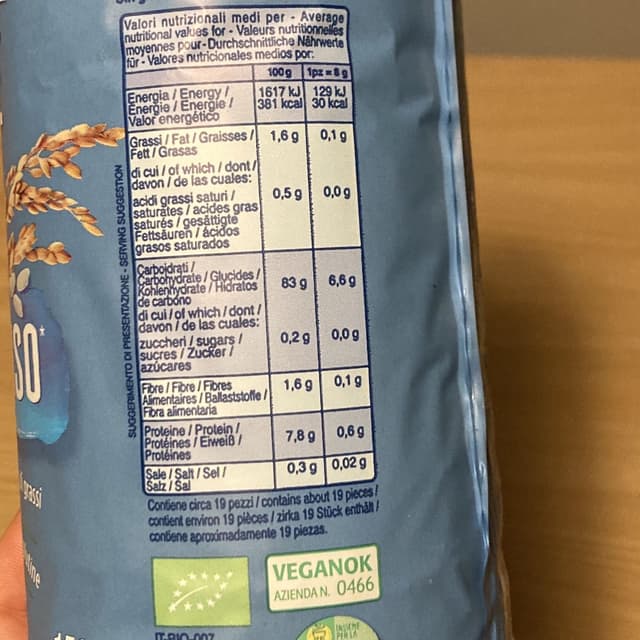 Valori nutrizionali medi per - Average
nutritional values for - Valeurs nutritionnelles
moyennes pour - Durchschnittliche Nährwerte
für - Valores nutricionales medios por:
100g 1pz = 8 g
Energia / Energy / 1617 kJ 129 kJ
Énergie / Energie / 381 kcal 30 kcal
Valor energético
Grassi / Fat / Graisses / 1,6 g 0,1 g
Fett / Grasas
di cui / of which / dont /
davon / de las cuales:
acidi grassi saturi / 0,5 g 0,0 g
saturates / acides gras
saturés / gesättigte
Fettsäuren / ácidos
grasos saturados
Carboidrati /
Carbohydrate / Glucides / 83 g 6,6 g
Kohlenhydrate / Hidratos
de carbono
di cui / of which / dont /
davon / de las cuales:
zuccheri / sugars / 0,2 g 0,0 g
sucres / Zucker /
azúcares
Fibre / Fibre / Fibres 1,6 g 0,1 g
Alimentaires / Ballaststoffe /
Fibra alimentaria
Proteine / Protein / 7,8 g 0,6 g
Protéines / Eiweiß /
Protéines
Sale / Salt / Sel / 0,3 g 0,02 g
Salz / Sal
Contiene circa 19 pezzi / contains about 19 pieces /
contient environ 19 pièces / zirka 19 Stück enthält /
contiene aproximadamente 19 piezas.
SUGGERIMENTO DI PRESENTAZIONE - SERVING SUGGESTION
SO
grassi
VEGANOK
AZIENDA N. 0466
IT-BIO-007
INSIEME
PER LA